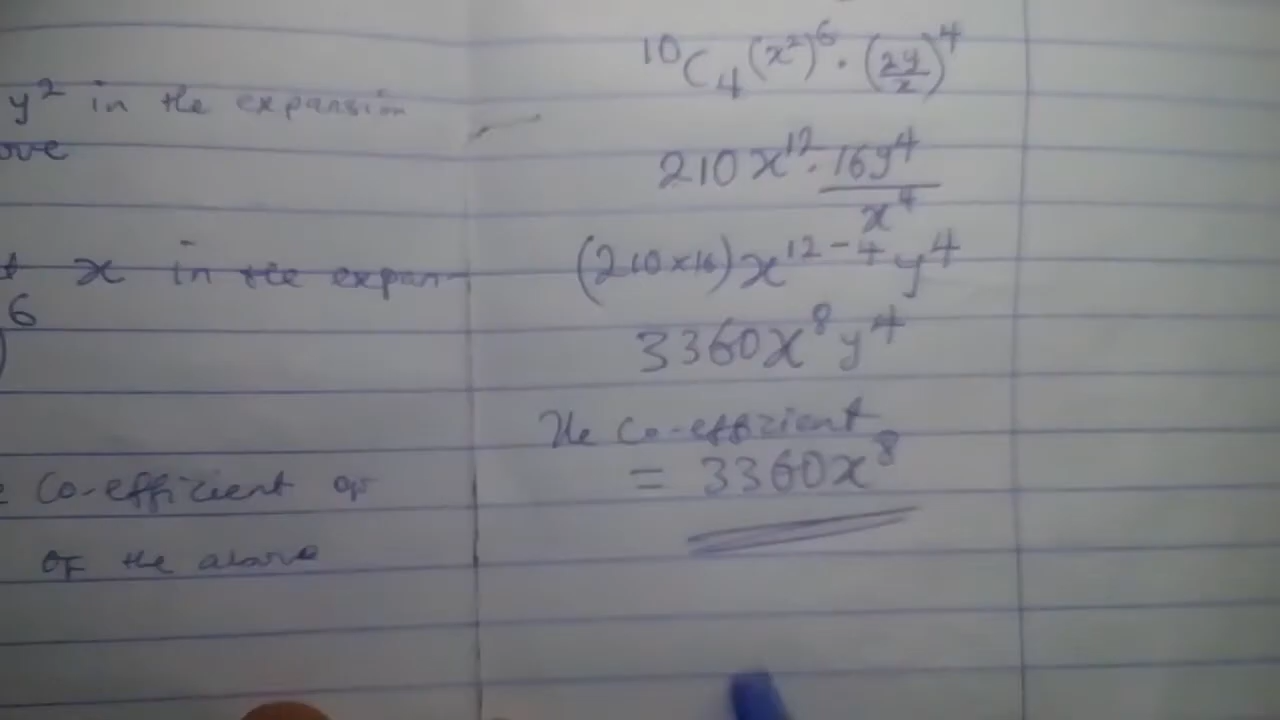 y² in the expansion
ove
x in the expan-
6
)
Co-efficient of
of the above
¹⁰C₄(x²)⁶·(2y/x)⁴
210x¹²·16y⁴/x⁴
(210×16)x¹²⁻⁴y⁴
3360x⁸y⁴
The Co-efficient
= 3360x⁸